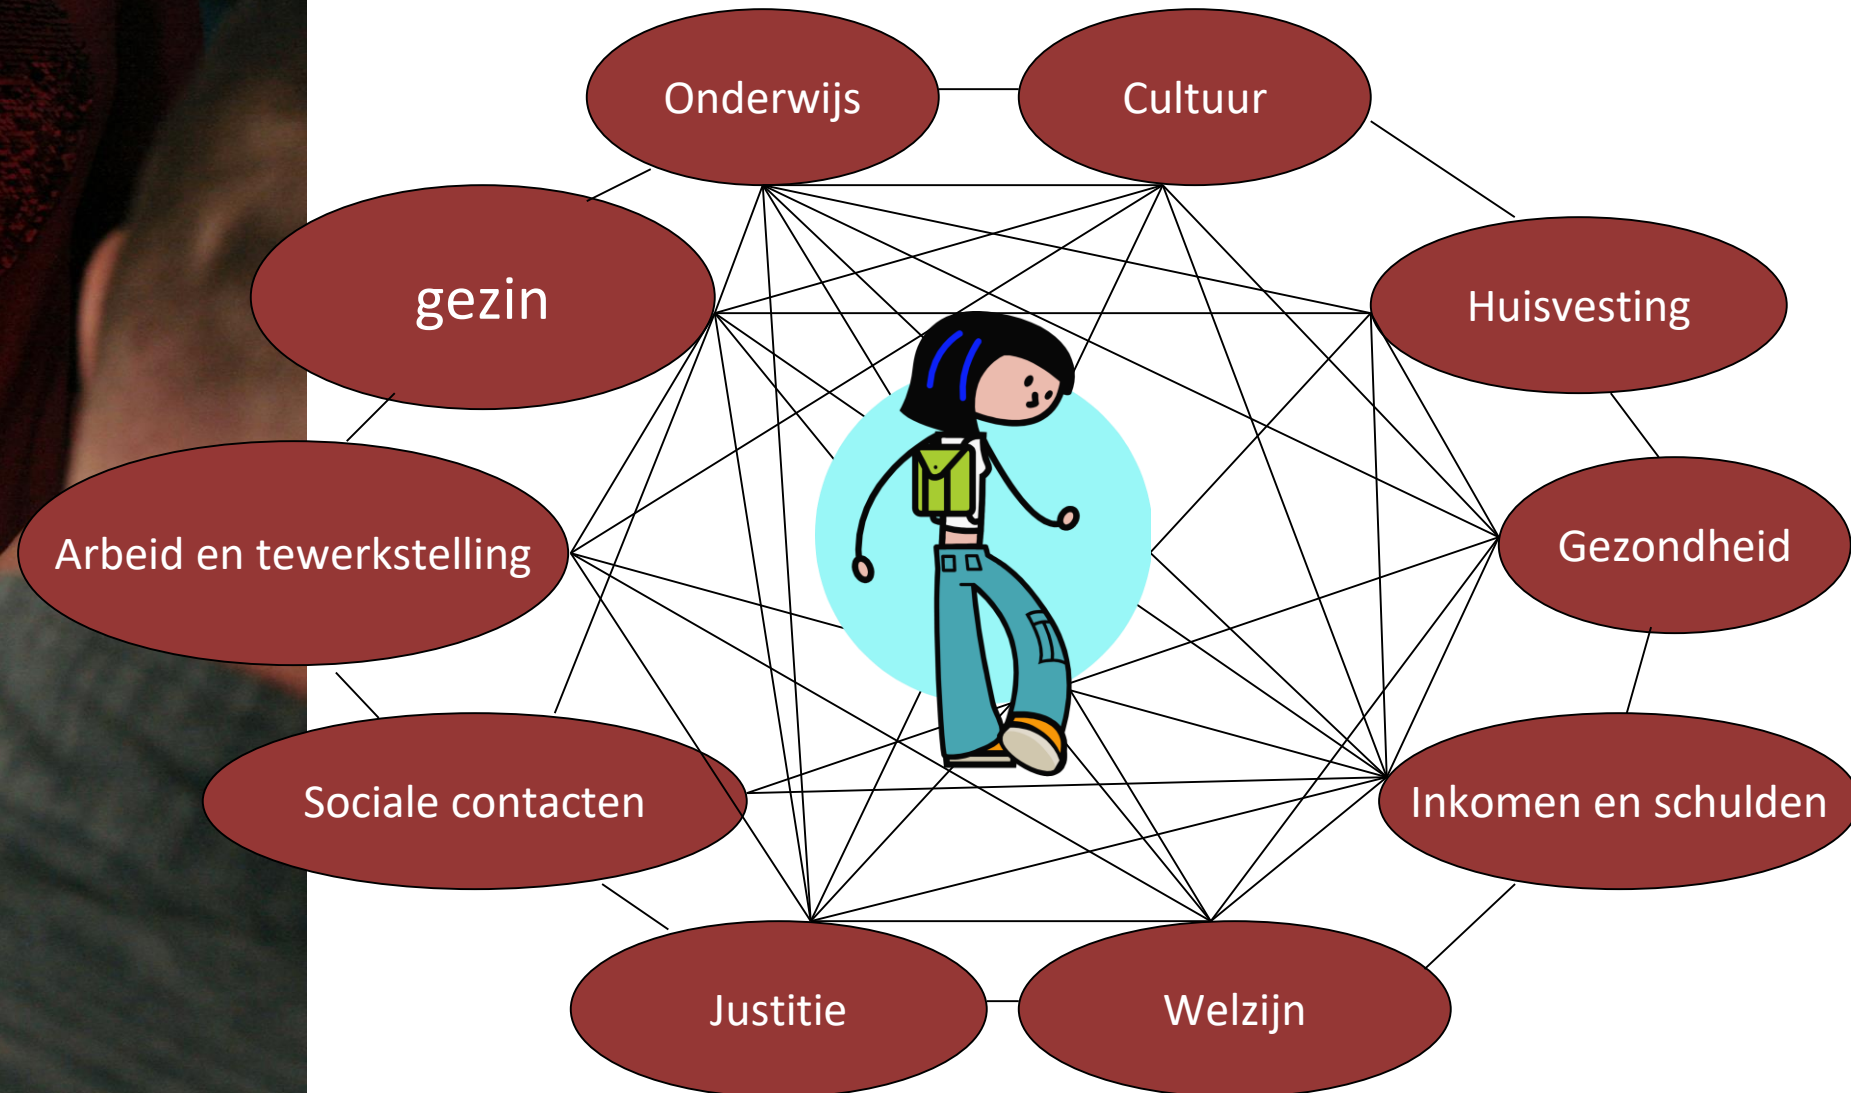 Onderwijs
Cultuur
gezin
Huisvesting
Arbeid en tewerkstelling
Gezondheid
Sociale contacten
Inkomen en schulden
Justitie
Welzijn